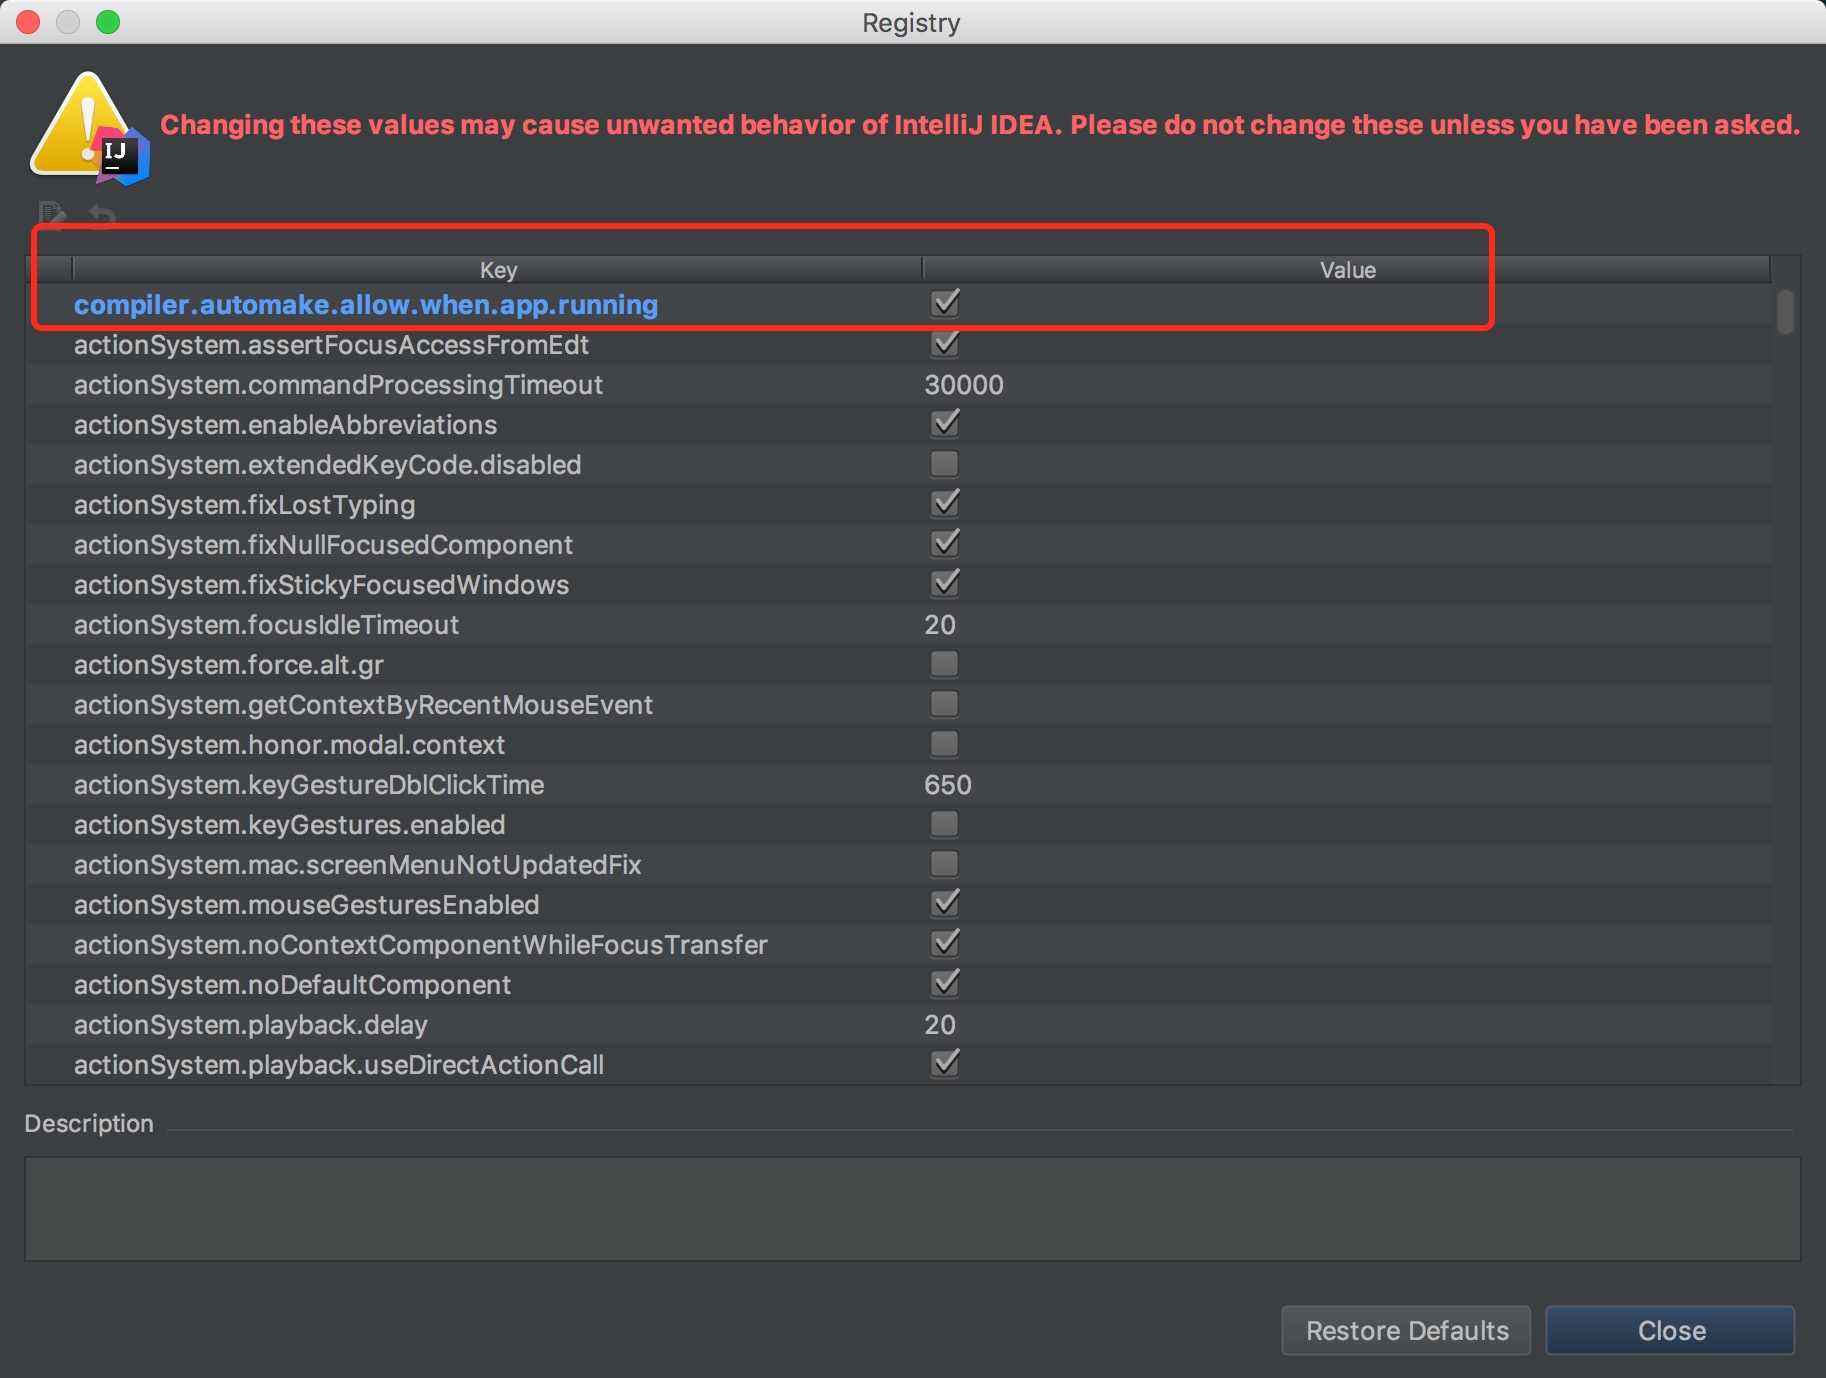 Registry
Changing these values may cause unwanted behavior of IntelliJ IDEA. Please do not change these unless you have been asked.
IJ
Key Value
compiler.automake.allow.when.app.running
actionSystem.assertFocusAccessFromEdt
actionSystem.commandProcessingTimeout 30000
actionSystem.enableAbbreviations
actionSystem.extendedKeyCode.disabled
actionSystem.fixLostTyping
actionSystem.fixNullFocusedComponent
actionSystem.fixStickyFocusedWindows
actionSystem.focusIdleTimeout 20
actionSystem.force.alt.gr
actionSystem.getContextByRecentMouseEvent
actionSystem.honor.modal.context
actionSystem.keyGestureDblClickTime 650
actionSystem.keyGestures.enabled
actionSystem.mac.screenMenuNotUpdatedFix
actionSystem.mouseGesturesEnabled
actionSystem.noContextComponentWhileFocusTransfer
actionSystem.noDefaultComponent
actionSystem.playback.delay 20
actionSystem.playback.useDirectActionCall
Description
Restore Defaults Close